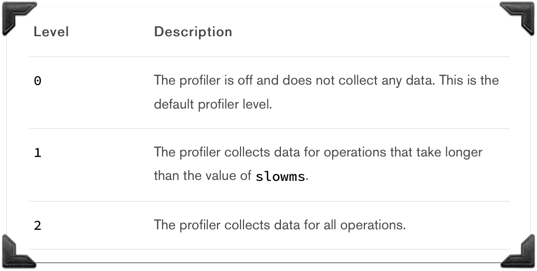 Level Description
0 The profiler is off and does not collect any data. This is the
default profiler level.
1 The profiler collects data for operations that take longer
than the value of slowms.
2 The profiler collects data for all operations.